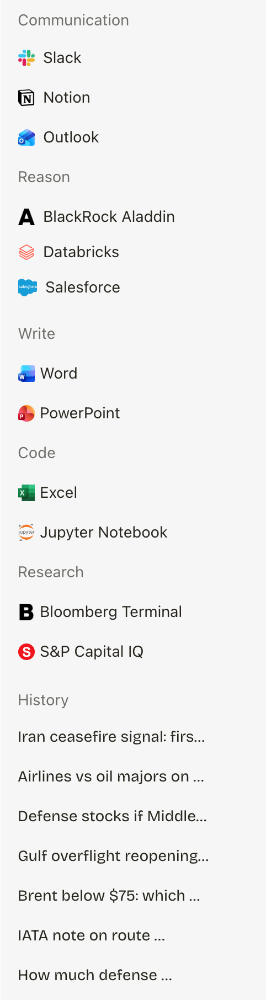 Communication
Slack
Notion
Outlook
Reason
BlackRock Aladdin
Databricks
salesforce Salesforce
Write
W Word
P PowerPoint
Code
X Excel
jupyter Jupyter Notebook
Research
B Bloomberg Terminal
S S&P Capital IQ
History
Iran ceasefire signal: firs...
Airlines vs oil majors on ...
Defense stocks if Middle...
Gulf overflight reopening...
Brent below $75: which ...
IATA note on route ...
How much defense ...